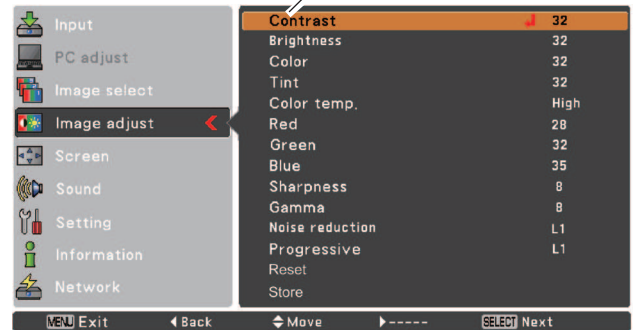 Input
PC adjust
Image select
Image adjust
Screen
Sound
Setting
Information
Network
Contrast 32
Brightness 32
Color 32
Tint 32
Color temp. High
Red 28
Green 32
Blue 35
Sharpness 8
Gamma 8
Noise reduction L1
Progressive L1
Reset
Store
MENU Exit ◀Back Move ▶----- SELECT Next